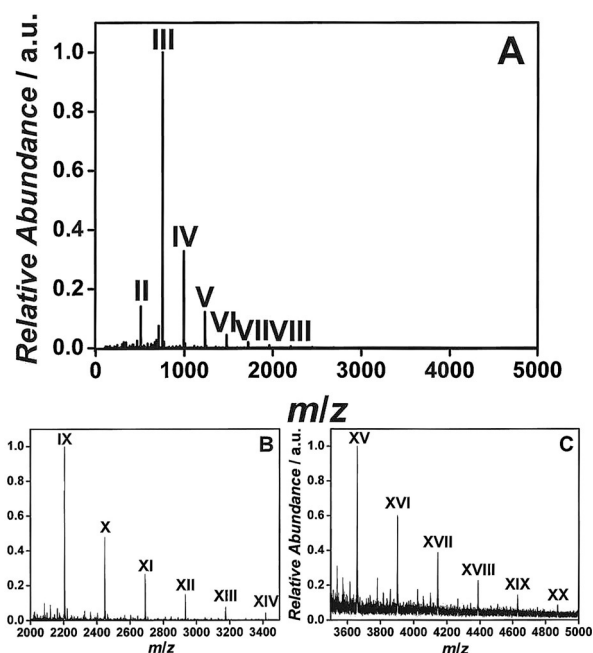 III
A
1.0
0.8
0.6
0.4
0.2
0.0
Relative Abundance / a.u.
II
IV
V
VI
VII
VIII
0 1000 2000 3000 4000 5000
m/z
IX
B
1.0
0.8
0.6
0.4
0.2
0.0
X
XI
XII
XIII
XIV
2000 2200 2400 2600 2800 3000 3200 3400
m/z
XV
C
Relative Abundance / a.u.
1.0
0.8
0.6
0.4
0.2
0.0
XVI
XVII
XVIII
XIX
XX
3600 3800 4000 4200 4400 4600 4800 5000
m/z